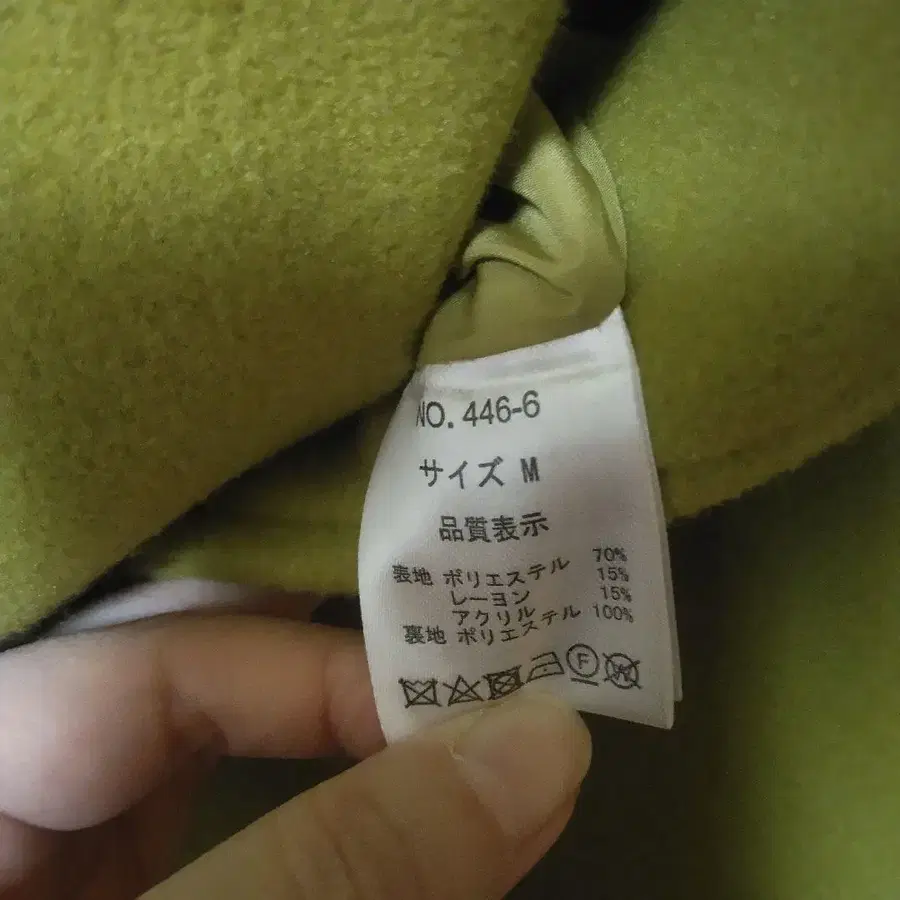 NO. 446-6
サイズ M
品質表示
表地 ポリエステル 70%
レーヨン 15%
アクリル 15%
裏地 ポリエステル 100%
F
W